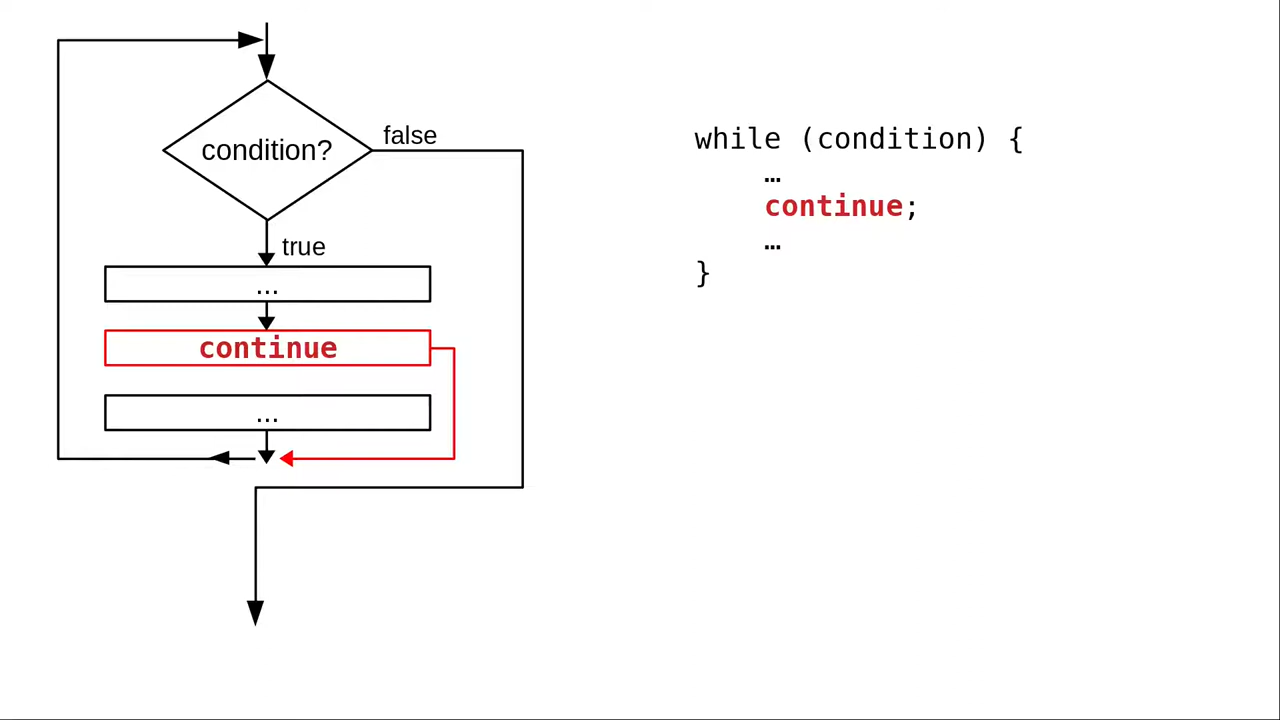 condition?
false
true
...
continue
...
while (condition) {
    …
    continue;
    …
}